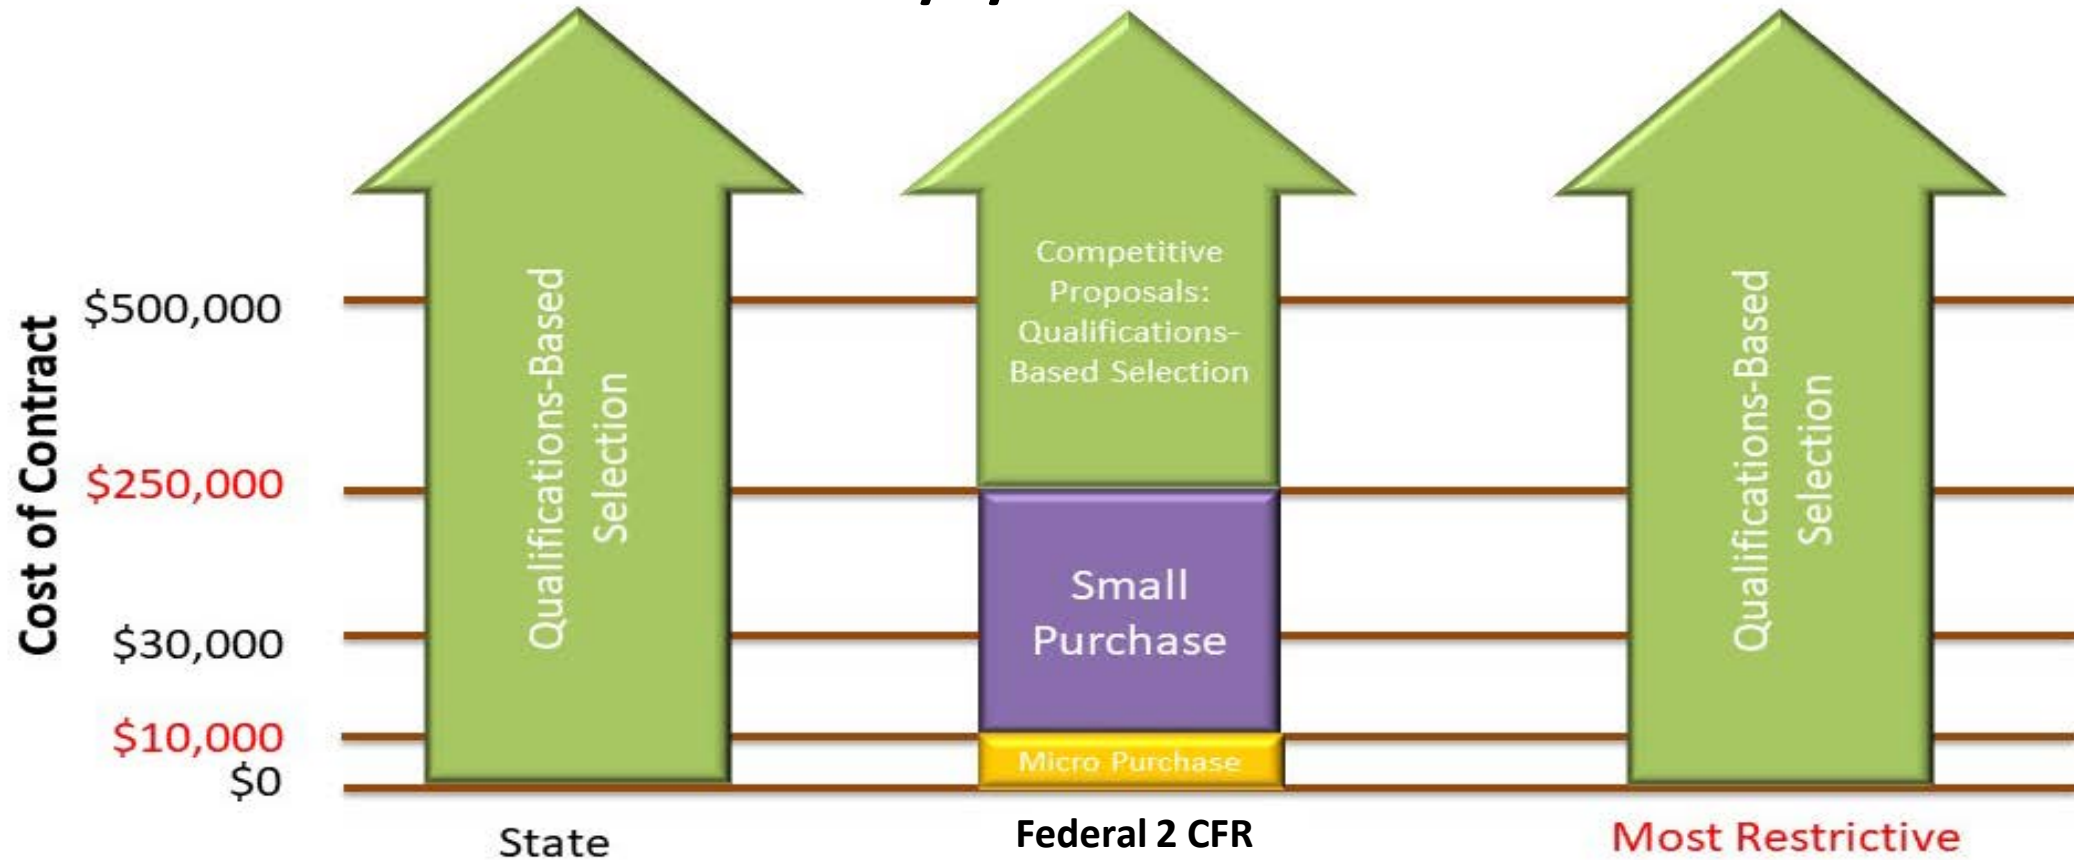 Cost of Contract
$500,000
$250,000
$30,000
$10,000
$0
Qualifications-Based
Selection
Competitive
Proposals:
Qualifications-
Based Selection
Small
Purchase
Micro Purchase
Qualifications-Based
Selection
State
Federal 2 CFR
Most Restrictive